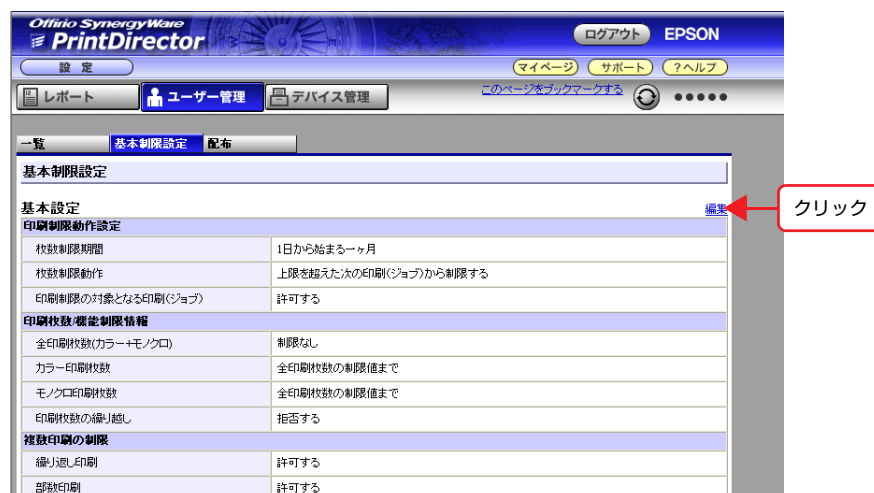 Offirio SynergyWare
PrintDirector
ログアウト EPSON
設 定
マイページ サポート ?ヘルプ
レポート ユーザー管理 デバイス管理 このページをブックマークする
一覧 基本制限設定 配布
基本制限設定
基本設定 編集 クリック
印刷制限動作設定
枚数制限期間 1日から始まる一ヶ月
枚数制限動作 上限を超えた次の印刷(ジョブ)から制限する
印刷制限の対象となる印刷(ジョブ) 許可する
印刷枚数/機能制限情報
全印刷枚数(カラー+モノクロ) 制限なし
カラー印刷枚数 全印刷枚数の制限値まで
モノクロ印刷枚数 全印刷枚数の制限値まで
印刷枚数の繰り越し 拒否する
複数印刷の制限
繰り返し印刷 許可する
部数印刷 許可する